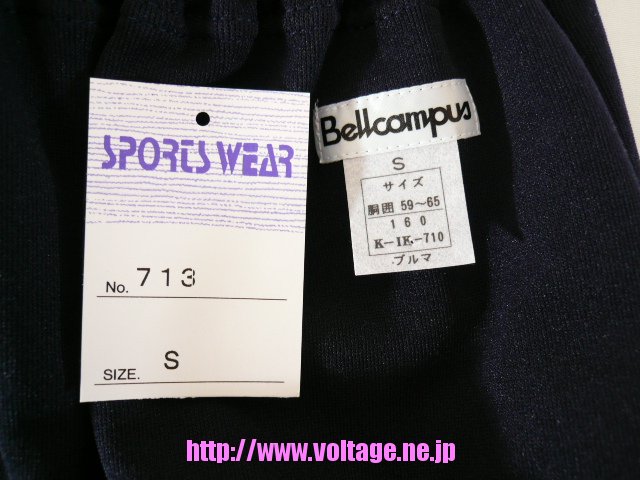 SPORTS WEAR
No. 713
SIZE. S
Bellcampus
S
サイズ
胴囲 59～65
160
K-IK-710
ブルマ
http://www.voltage.ne.jp